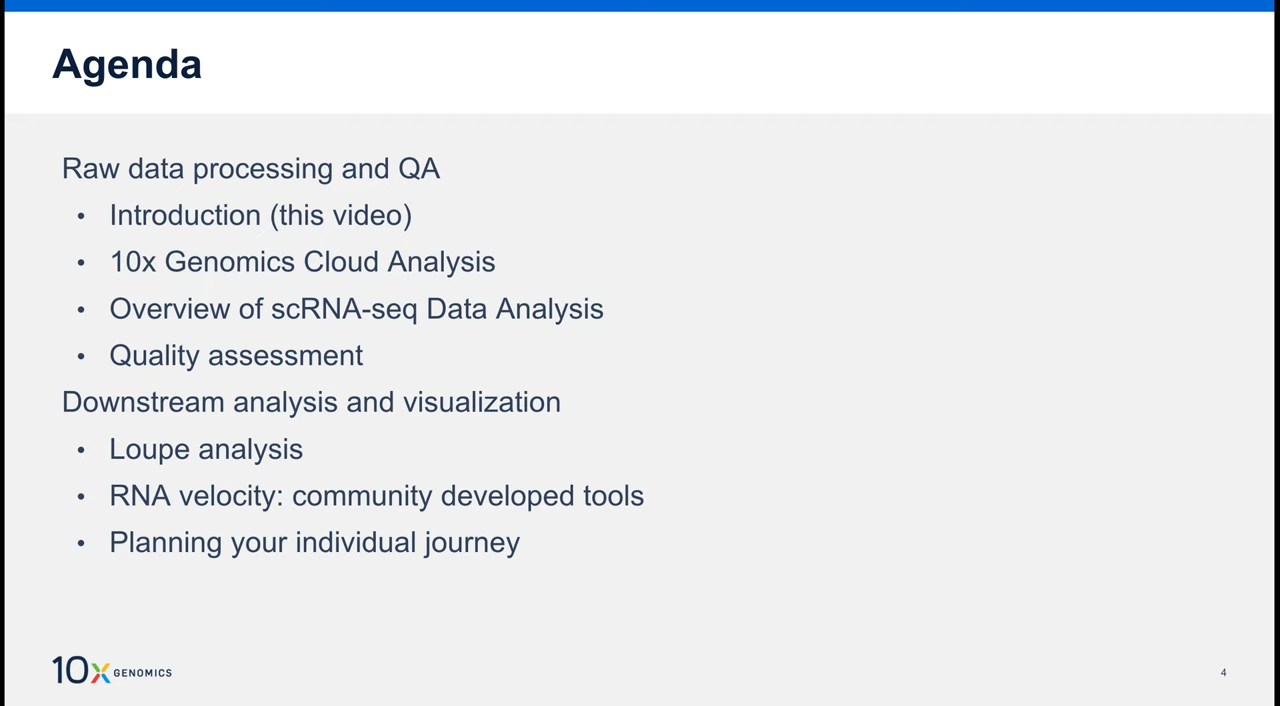 Agenda
Raw data processing and QA
• Introduction (this video)
• 10x Genomics Cloud Analysis
• Overview of scRNA-seq Data Analysis
• Quality assessment
Downstream analysis and visualization
• Loupe analysis
• RNA velocity: community developed tools
• Planning your individual journey
10x GENOMICS
4